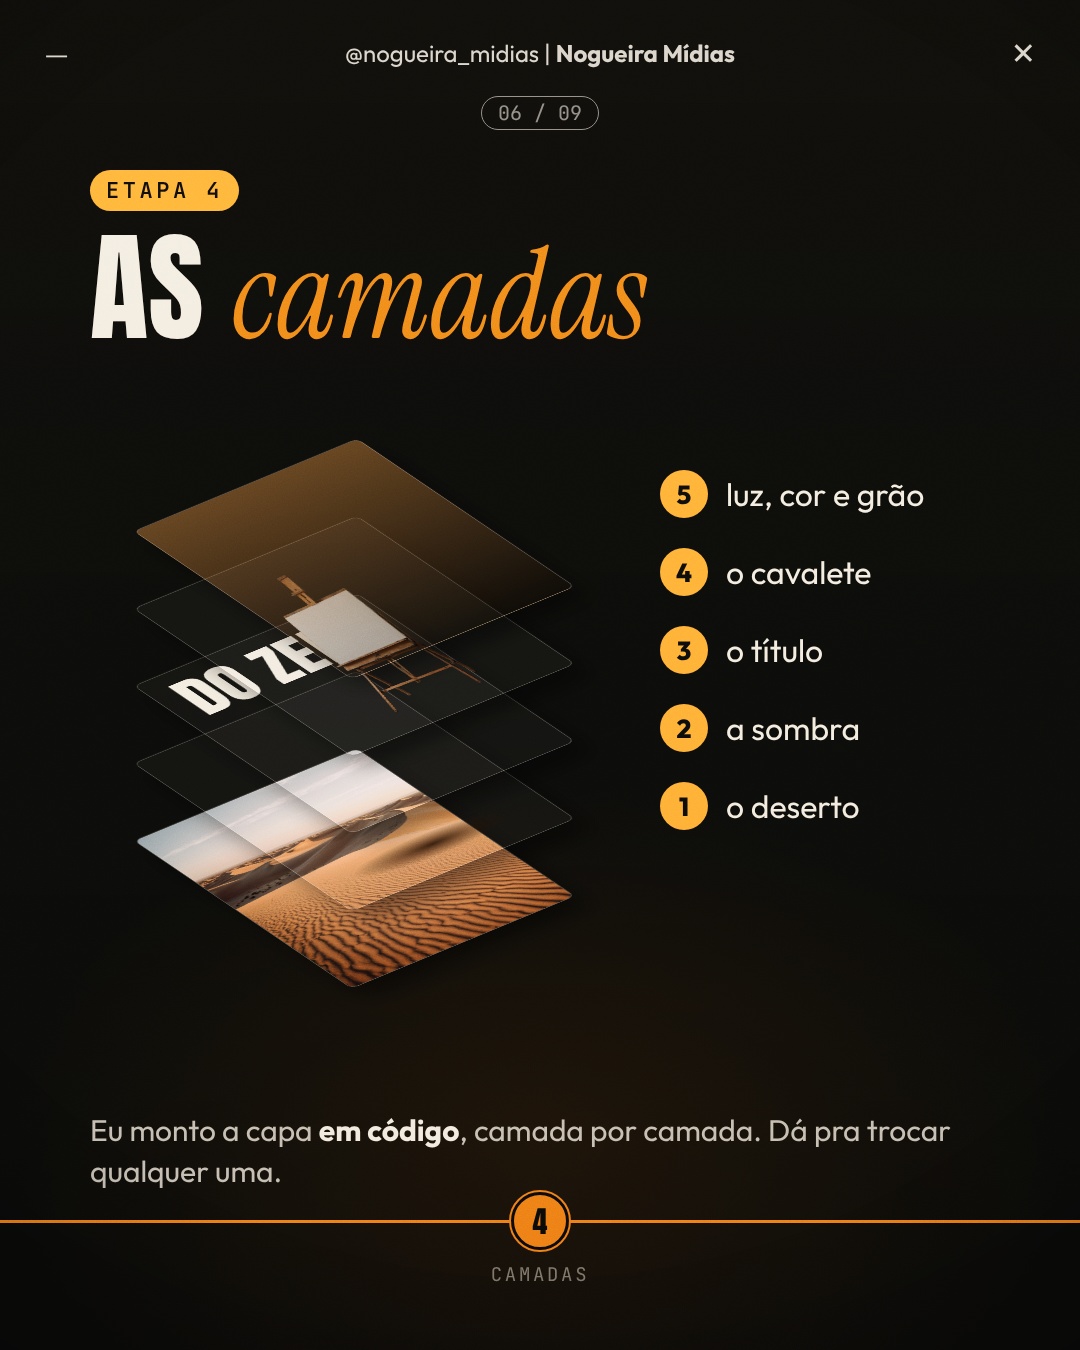 —
@nogueira_midias | Nogueira Mídias
✕
06 / 09
ETAPA 4
AS camadas
5 luz, cor e grão
4 o cavalete
DO ZE
3 o título
2 a sombra
1 o deserto
Eu monto a capa em código, camada por camada. Dá pra trocar
qualquer uma.
4
CAMADAS